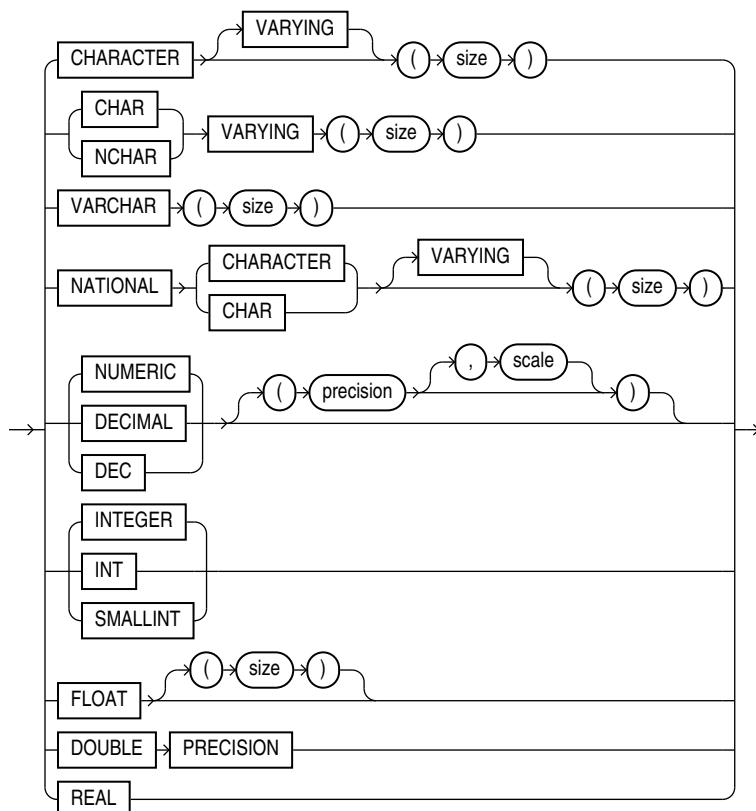 VARYING
CHARACTER ( size )
CHAR
VARYING ( size )
NCHAR
VARCHAR ( size )
CHARACTER VARYING
NATIONAL ( size )
CHAR
NUMERIC , scale
( precision )
DECIMAL
DEC
INTEGER
INT
SMALLINT
( size )
FLOAT
DOUBLE PRECISION
REAL